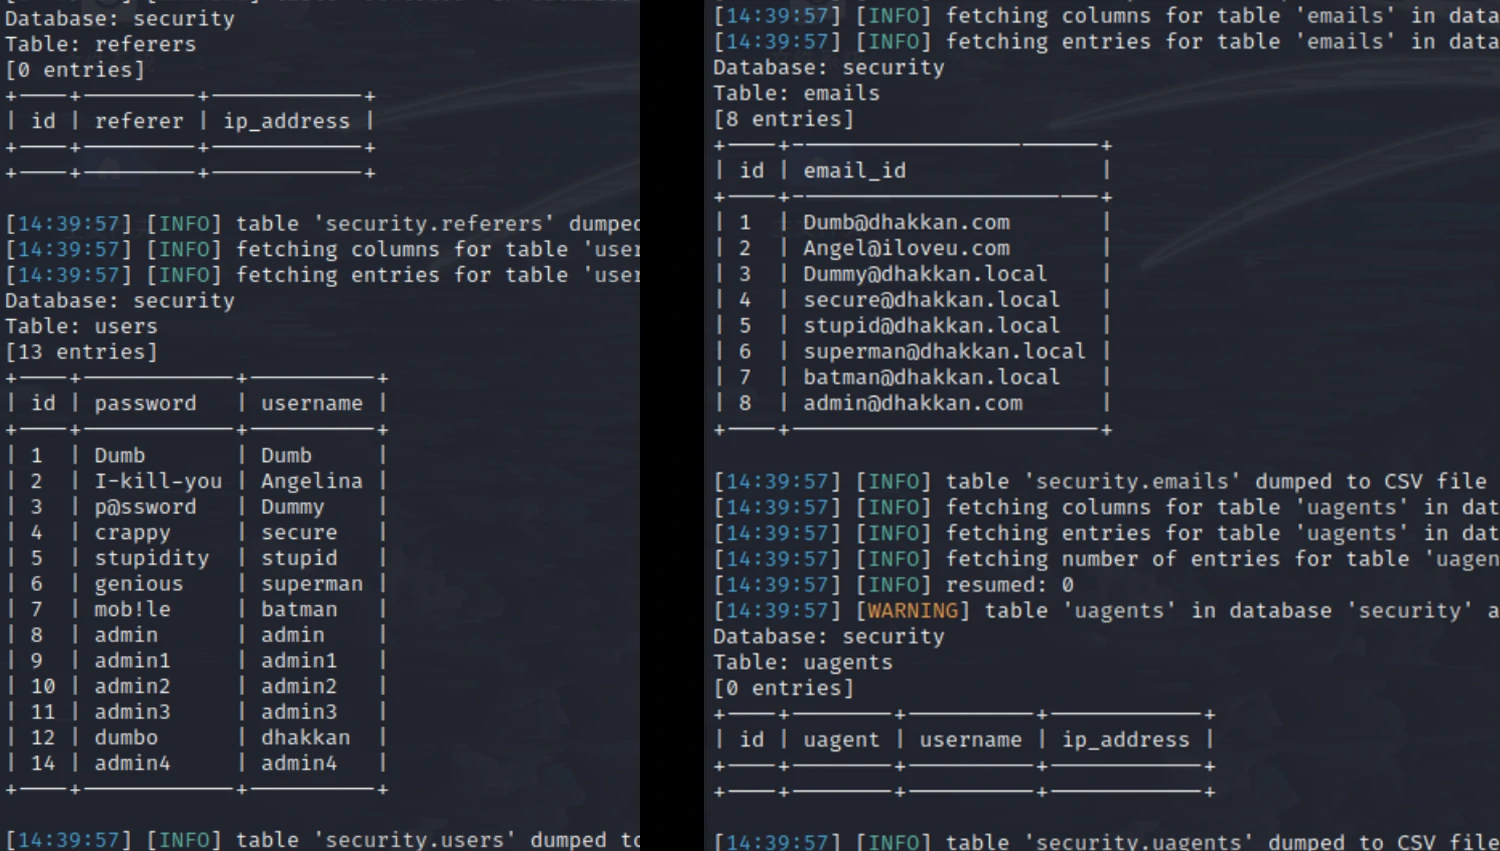 Database: security
Table: referers
[0 entries]
| id | referer | ip_address |
[14:39:57] [INFO] table 'security.referers' dumped
[14:39:57] [INFO] fetching columns for table 'user
[14:39:57] [INFO] fetching entries for table 'user
Database: security
Table: users
[13 entries]
| id | password | username |
| 1 | Dumb | Dumb |
| 2 | I-kill-you | Angelina |
| 3 | p@ssword | Dummy |
| 4 | crappy | secure |
| 5 | stupidity | stupid |
| 6 | genious | superman |
| 7 | mob!le | batman |
| 8 | admin | admin |
| 9 | admin1 | admin1 |
| 10 | admin2 | admin2 |
| 11 | admin3 | admin3 |
| 12 | dumbo | dhakkan |
| 14 | admin4 | admin4 |
[14:39:57] [INFO] table 'security.users' dumped to
[14:39:57] [INFO] fetching columns for table 'emails' in data
[14:39:57] [INFO] fetching entries for table 'emails' in data
Database: security
Table: emails
[8 entries]
| id | email_id |
| 1 | Dumb@dhakkan.com |
| 2 | Angel@iloveu.com |
| 3 | Dummy@dhakkan.local |
| 4 | secure@dhakkan.local |
| 5 | stupid@dhakkan.local |
| 6 | superman@dhakkan.local |
| 7 | batman@dhakkan.local |
| 8 | admin@dhakkan.com |
[14:39:57] [INFO] table 'security.emails' dumped to CSV file
[14:39:57] [INFO] fetching columns for table 'uagents' in dat
[14:39:57] [INFO] fetching entries for table 'uagents' in dat
[14:39:57] [INFO] fetching number of entries for table 'uagen
[14:39:57] [INFO] resumed: 0
[14:39:57] [WARNING] table 'uagents' in database 'security' a
Database: security
Table: uagents
[0 entries]
| id | uagent | username | ip_address |
[14:39:57] [INFO] table 'security.uagents' dumped to CSV file